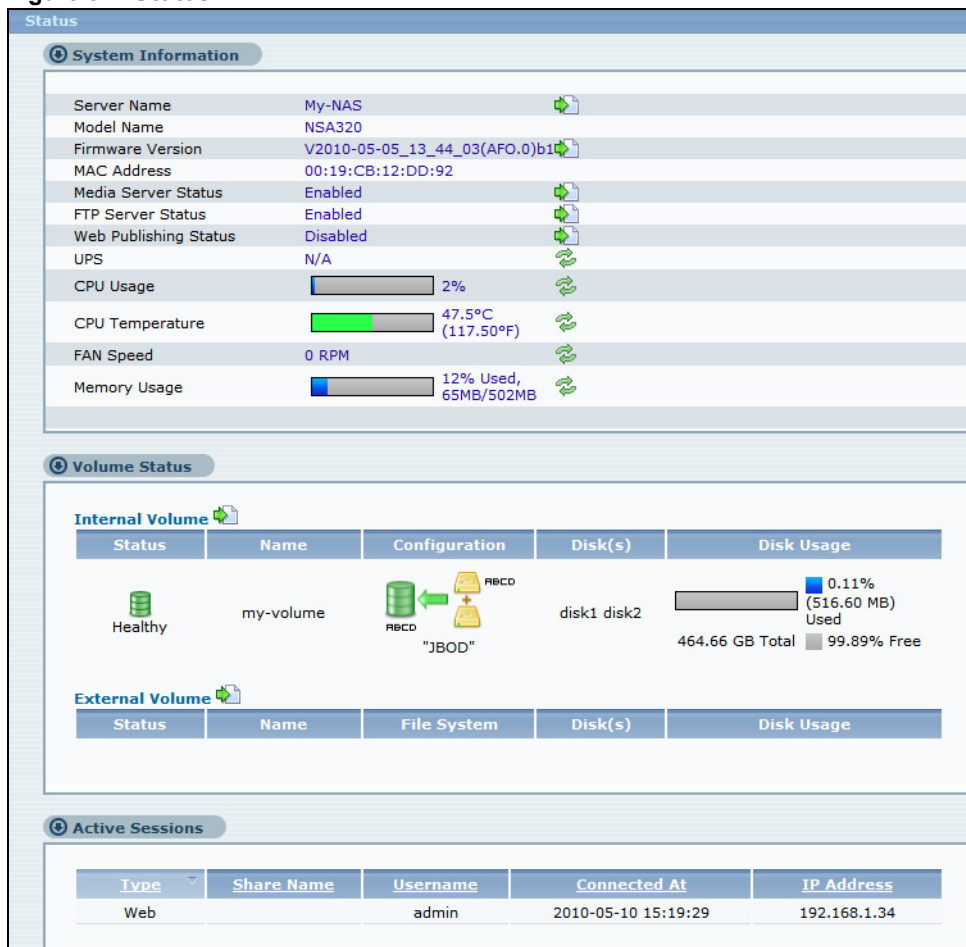 Status
System Information
Server Name My-NAS
Model Name NSA320
Firmware Version V2010-05-05_13_44_03(AFO.0)b1
MAC Address 00:19:CB:12:DD:92
Media Server Status Enabled
FTP Server Status Enabled
Web Publishing Status Disabled
UPS N/A
CPU Usage 2%
CPU Temperature 47.5°C
(117.50°F)
FAN Speed 0 RPM
Memory Usage 12% Used,
65MB/502MB
Volume Status
Internal Volume
Status Name Configuration Disk(s) Disk Usage
ABCD
0.11%
(516.60 MB)
Used
Healthy my-volume ABCD disk1 disk2
"JBOD"
464.66 GB Total 99.89% Free
External Volume
Status Name File System Disk(s) Disk Usage
Active Sessions
Type Share Name Username Connected At IP Address
Web admin 2010-05-10 15:19:29 192.168.1.34